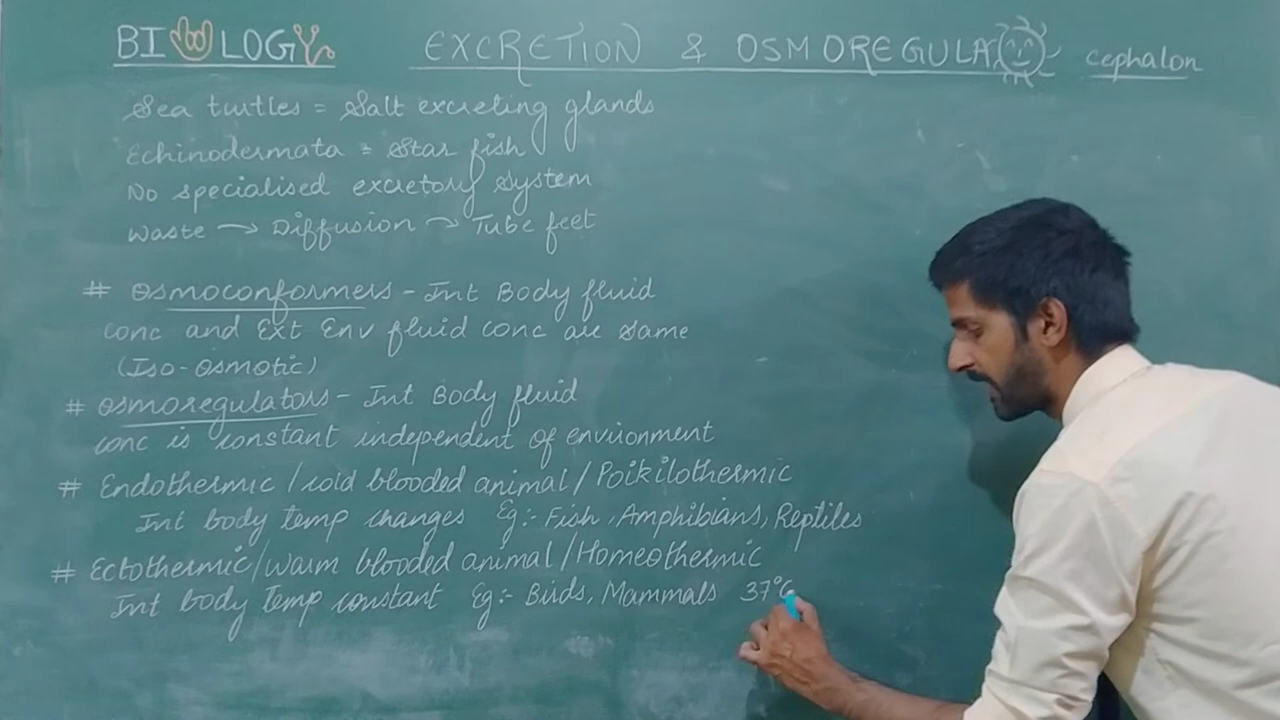 BIOLOGY
EXCRETION & OSMOREGULA
cephalon
Sea turtles = Salt excreting glands
Echinodermata = Star fish
No specialised excretory system
Waste → Diffusion → Tube feet
# Osmoconformers - Int Body fluid
conc and Ext Env fluid conc are same
(Iso-Osmotic)
# Osmoregulators - Int Body fluid
conc is constant independent of environment
# Endothermic / cold blooded animal / Poikilothermic
Int body temp changes Eg:- Fish, Amphibians, Reptiles
# Ectothermic/warm blooded animal / Homeothermic
Int body Temp constant Eg:- Birds, Mammals 37°C